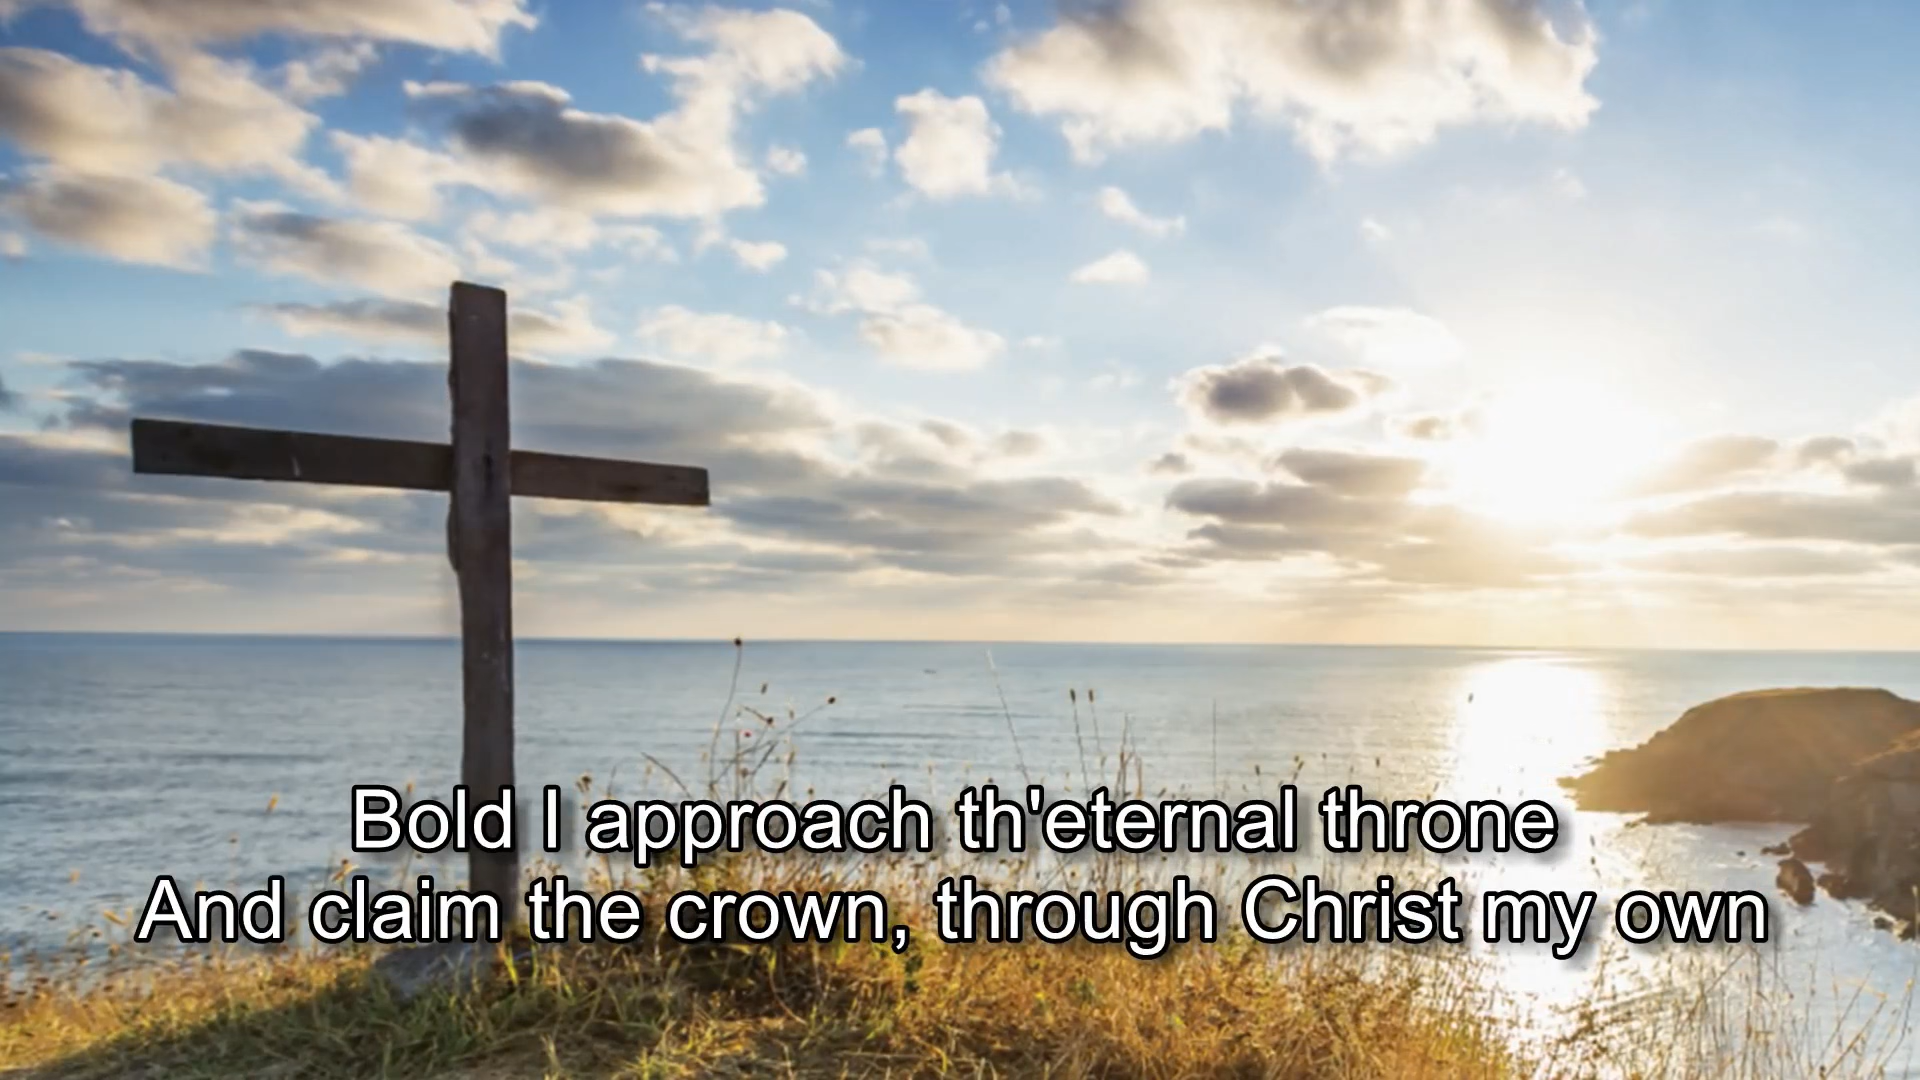 Bold I approach th'eternal throne
And claim the crown, through Christ my own